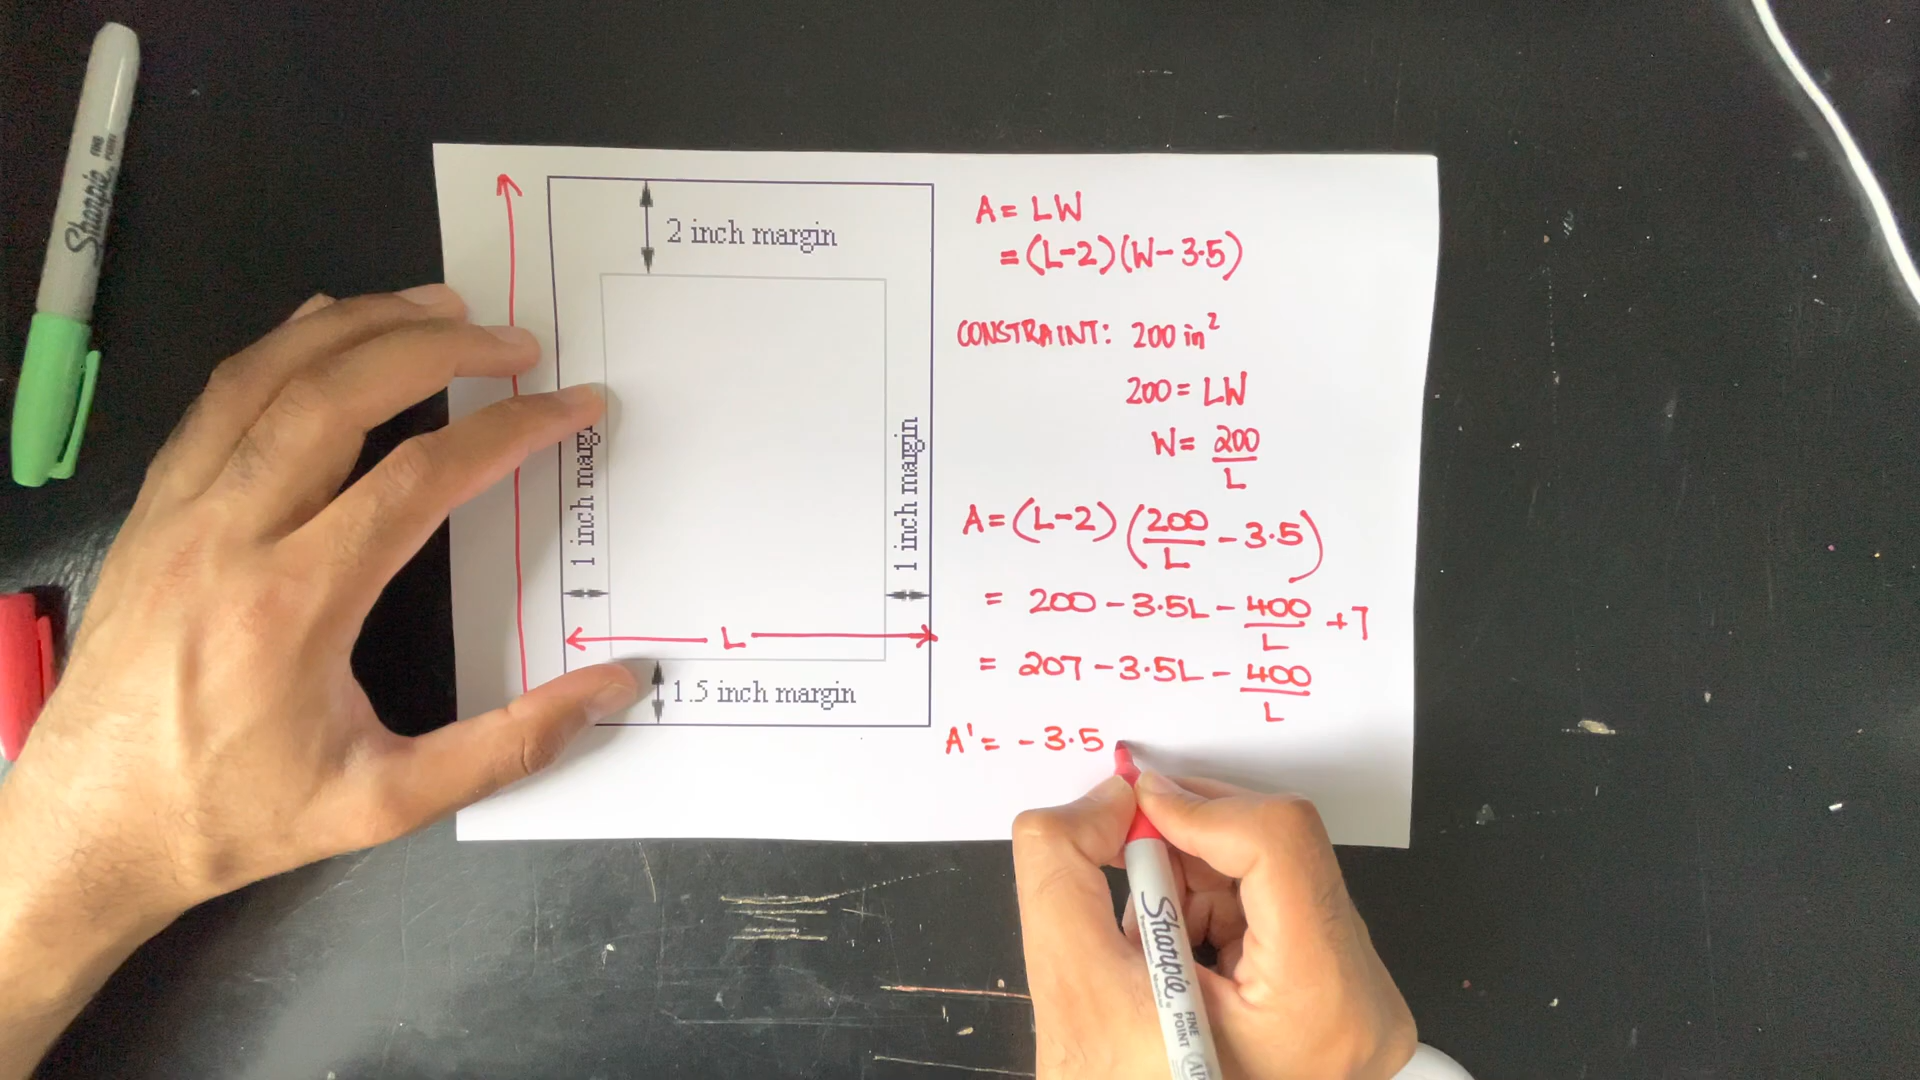 Sharpie
FINE
POINT
2 inch margin
1 inch margi
1 inch margin
L
1.5 inch margin
A = LW
= (L-2)(W-3.5)
CONSTRAINT: 200 in²
200 = LW
W = 200/L
A = (L-2)(200/L - 3.5)
= 200 - 3.5L - 400/L + 7
= 207 - 3.5L - 400/L
A' = -3.5
Sharpie
FINE
POINT